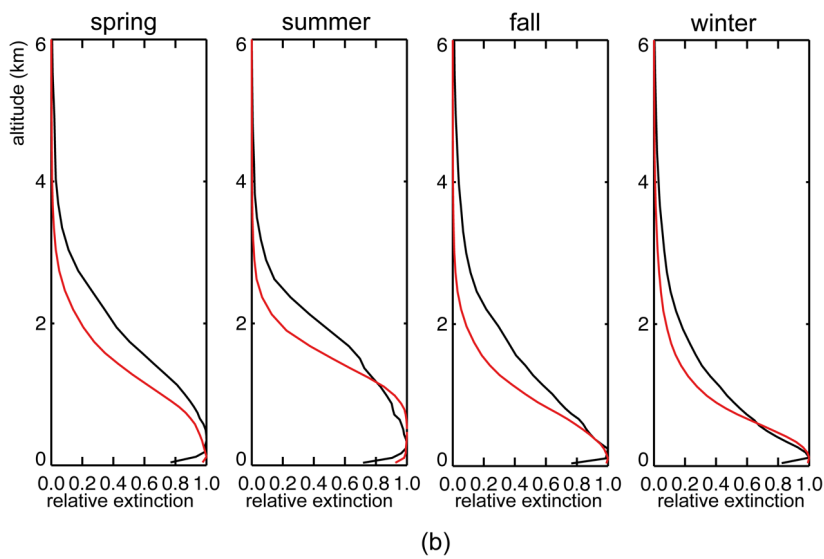 spring summer fall winter
altitude (km)
6 6 6 6
4 4 4 4
2 2 2 2
0 0 0 0
0.0 0.2 0.4 0.6 0.8 1.0 0.0 0.2 0.4 0.6 0.8 1.0 0.0 0.2 0.4 0.6 0.8 1.0 0.0 0.2 0.4 0.6 0.8 1.0
relative extinction relative extinction relative extinction relative extinction
(b)